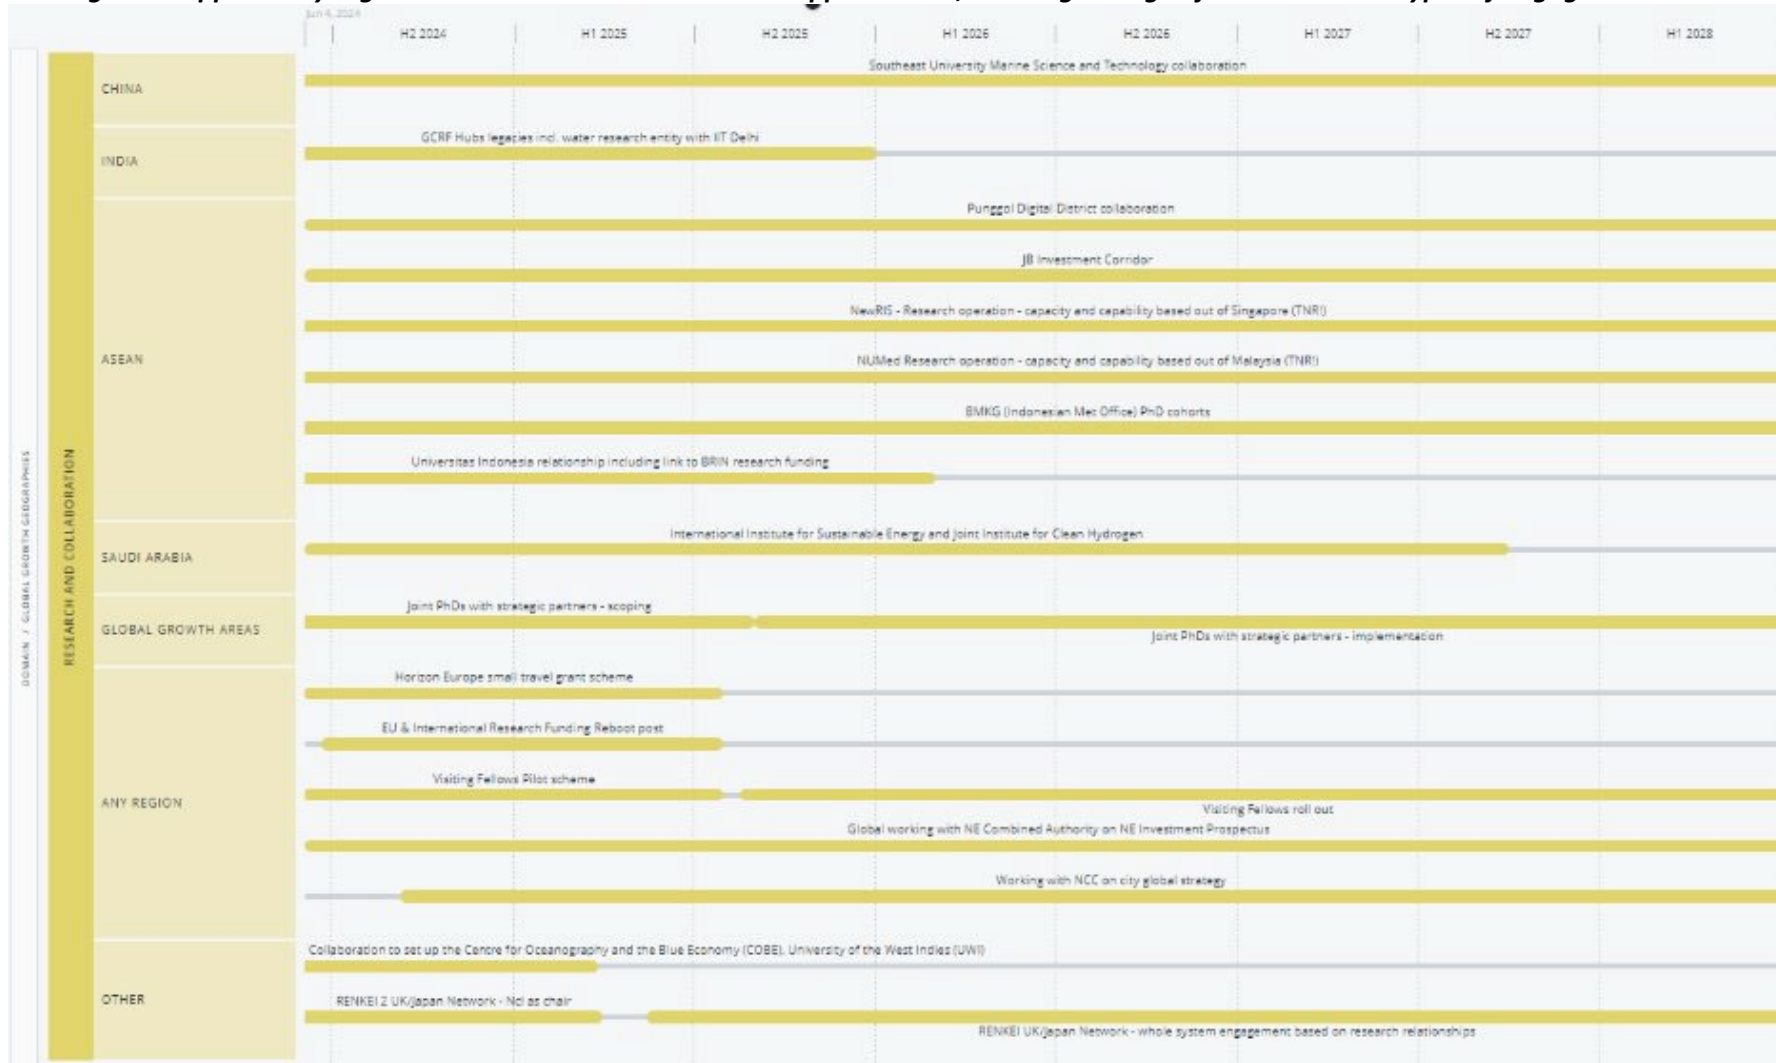 Jun 4, 2024
H2 2024
H1 2025
H2 2025
H1 2026
H2 2026
H1 2027
H2 2027
H1 2028
DOMAIN / GLOBAL GROWTH GEOGRAPHIES
RESEARCH AND COLLABORATION
CHINA
Southeast University Marine Science and Technology collaboration
INDIA
GCRF Hubs legacies incl. water research entity with IIT Delhi
ASEAN
Punggol Digital District collaboration
JB Investment Corridor
NewRIS - Research operation - capacity and capability based out of Singapore (TNR!)
NUMed Research operation - capacity and capability based out of Malaysia (TNR!)
BMKG (Indonesian Met Office) PhD cohorts
Universitas Indonesia relationship including link to BRIN research funding
SAUDI ARABIA
International Institute for Sustainable Energy and Joint Institute for Clean Hydrogen
GLOBAL GROWTH AREAS
Joint PhDs with strategic partners - scoping
Joint PhDs with strategic partners - implementation
ANY REGION
Horizon Europe small travel grant scheme
EU & International Research Funding Reboot post
Visiting Fellows Pilot scheme
Visiting Fellows roll out
Global working with NE Combined Authority on NE Investment Prospectus
Working with NCC on city global strategy
OTHER
Collaboration to set up the Centre for Oceanography and the Blue Economy (COBE), University of the West Indies (UWI)
RENKEI 2 UK/Japan Network - Ncl as chair
RENKEI UK/Japan Network - whole system engagement based on research relationships